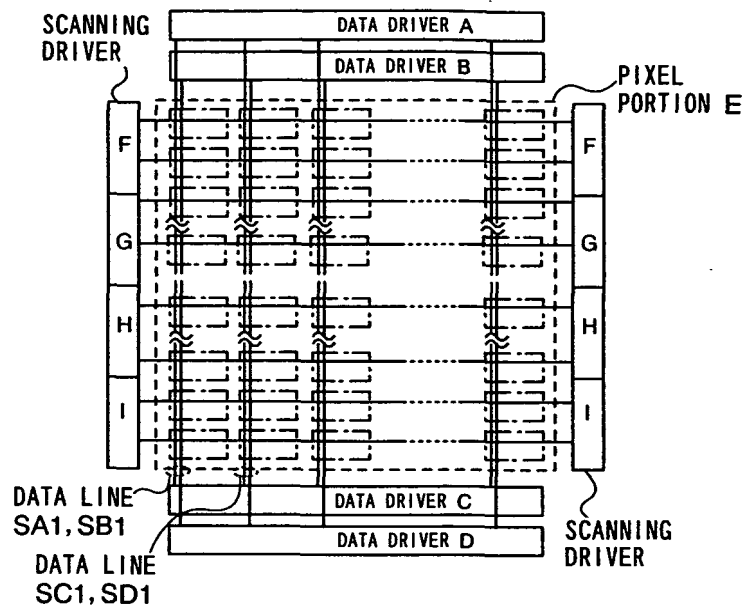 DATA DRIVER A
SCANNING
DRIVER
DATA DRIVER B
PIXEL
PORTION E
F
F
G
G
H
H
I
I
DATA LINE
SA1, SB1
DATA DRIVER C
DATA DRIVER D
SCANNING
DRIVER
DATA LINE
SC1, SD1